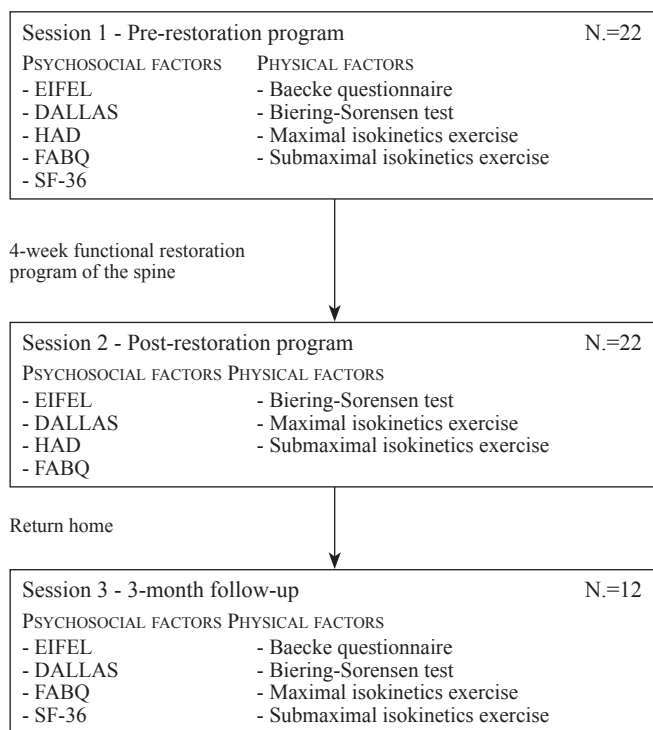 Session 1 - Pre-restoration program N.=22
PSYCHOSOCIAL FACTORS PHYSICAL FACTORS
- EIFEL - Baecke questionnaire
- DALLAS - Biering-Sorensen test
- HAD - Maximal isokinetics exercise
- FABQ - Submaximal isokinetics exercise
- SF-36
4-week functional restoration
program of the spine
Session 2 - Post-restoration program N.=22
PSYCHOSOCIAL FACTORS PHYSICAL FACTORS
- EIFEL - Biering-Sorensen test
- DALLAS - Maximal isokinetics exercise
- HAD - Submaximal isokinetics exercise
- FABQ
Return home
Session 3 - 3-month follow-up N.=12
PSYCHOSOCIAL FACTORS PHYSICAL FACTORS
- EIFEL - Baecke questionnaire
- DALLAS - Biering-Sorensen test
- FABQ - Maximal isokinetics exercise
- SF-36 - Submaximal isokinetics exercise